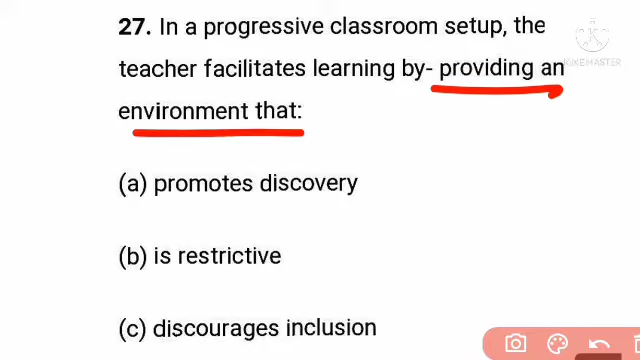 27. In a progressive classroom setup, the
teacher facilitates learning by- providing an
environment that:
(a) promotes discovery
(b) is restrictive
(c) discourages inclusion
KINEMASTER